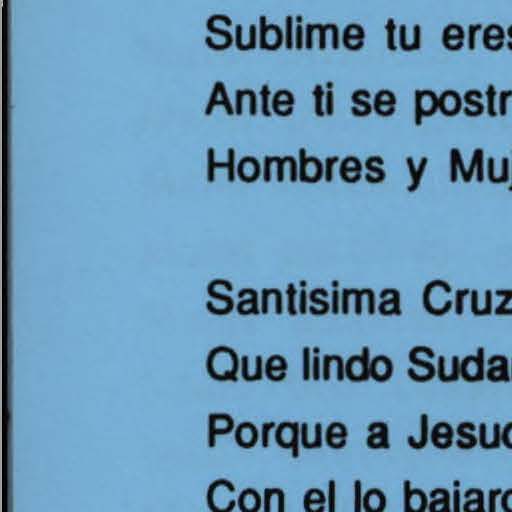 Sublime tu eres
Ante ti se postr
Hombres y Muj
Santisima Cruz
Que lindo Sudar
Porque a Jesuc
Con el lo bajaro